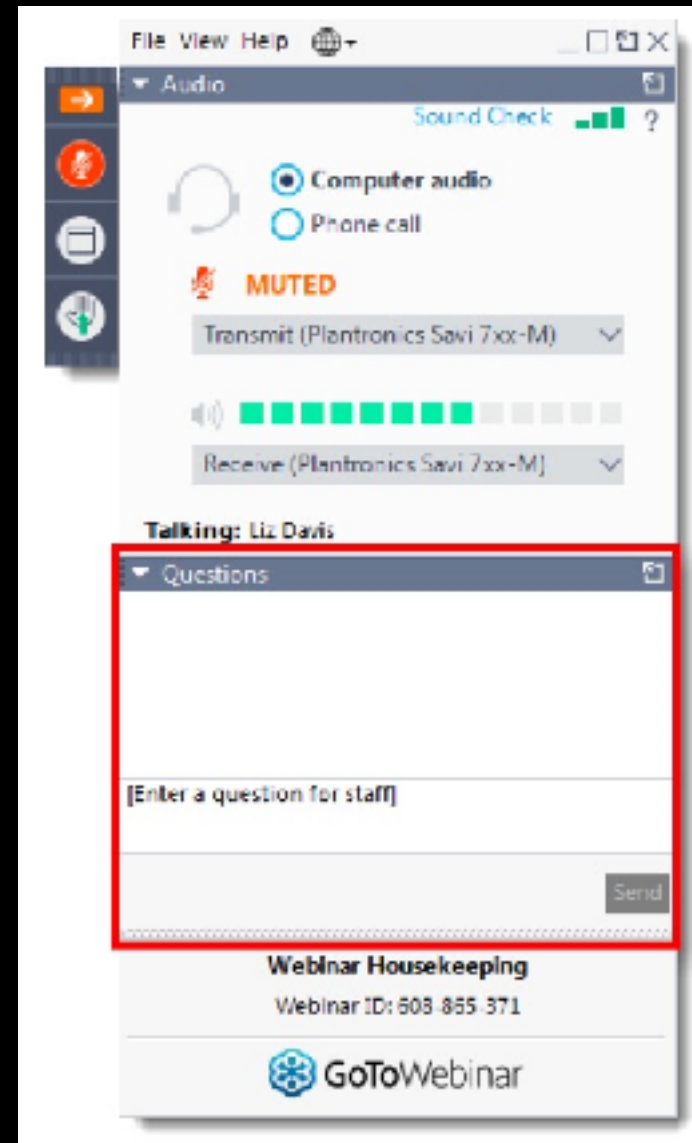 File View Help
Audio
Sound Check ?
Computer audio
Phone call
MUTED
Transmit (Plantronics Savi 7xx-M)
Receive (Plantronics Savi 7xx-M)
Talking: Liz Davis
Questions
[Enter a question for staff]
Send
Webinar Housekeeping
Webinar ID: 608-865-371
GoToWebinar